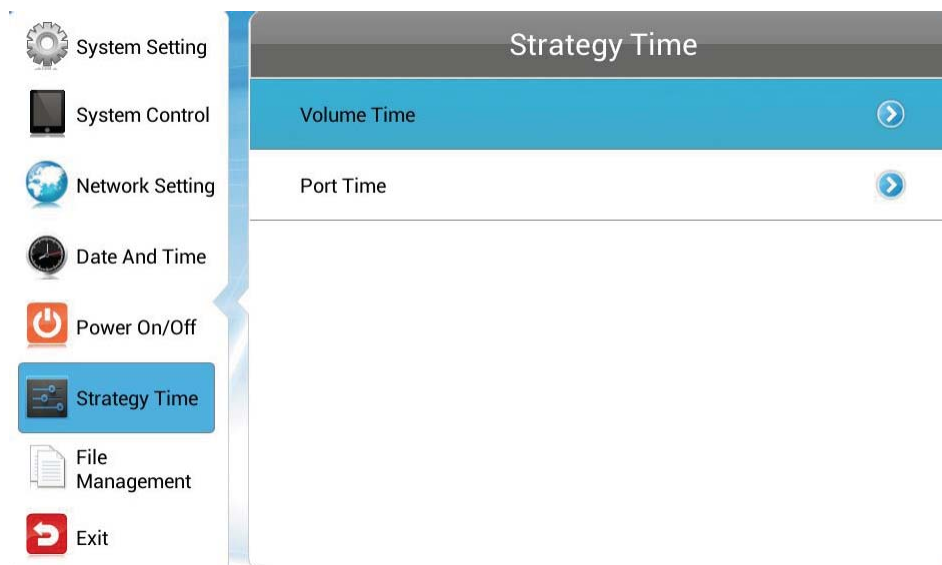 System Setting
System Control
Network Setting
Date And Time
Power On/Off
Strategy Time
File
Management
Exit
Strategy Time
Volume Time
Port Time